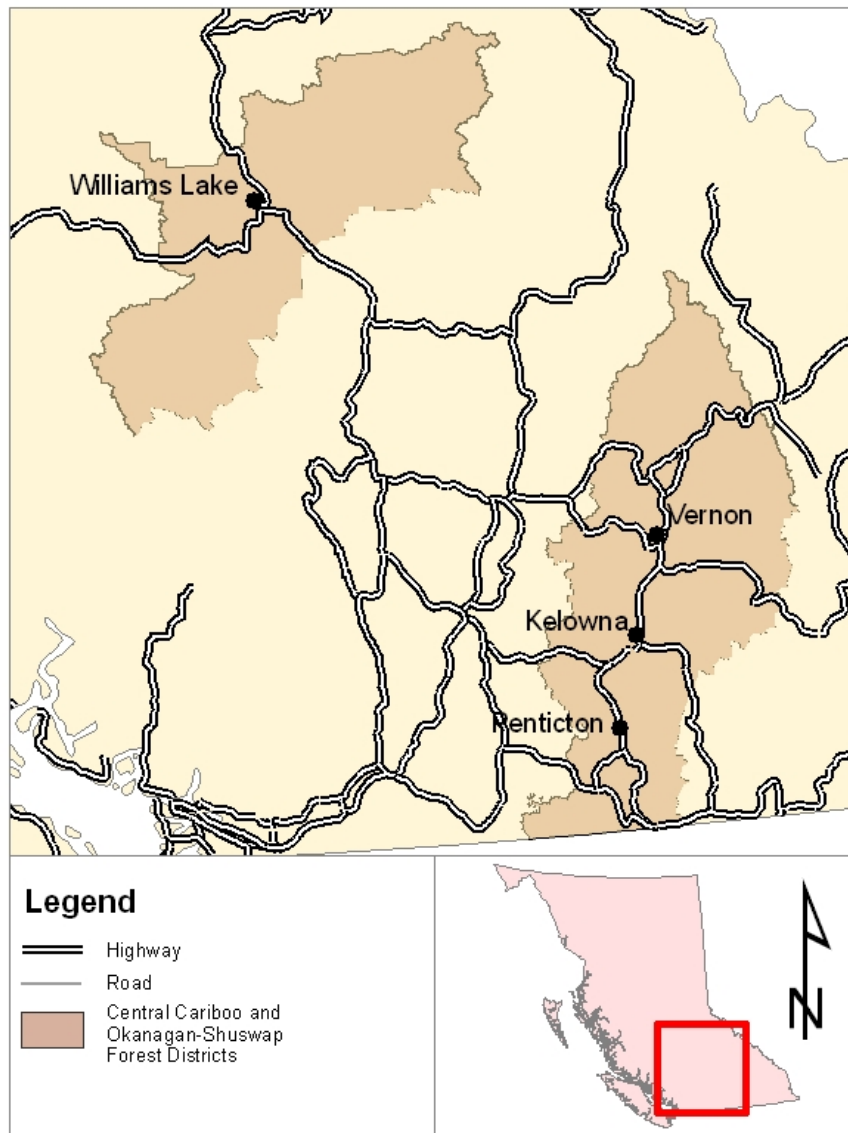 Williams Lake
Vernon
Kelowna
Penticton
Legend
Highway
Road
Central Cariboo and
Okanagan-Shuswap
Forest Districts
N